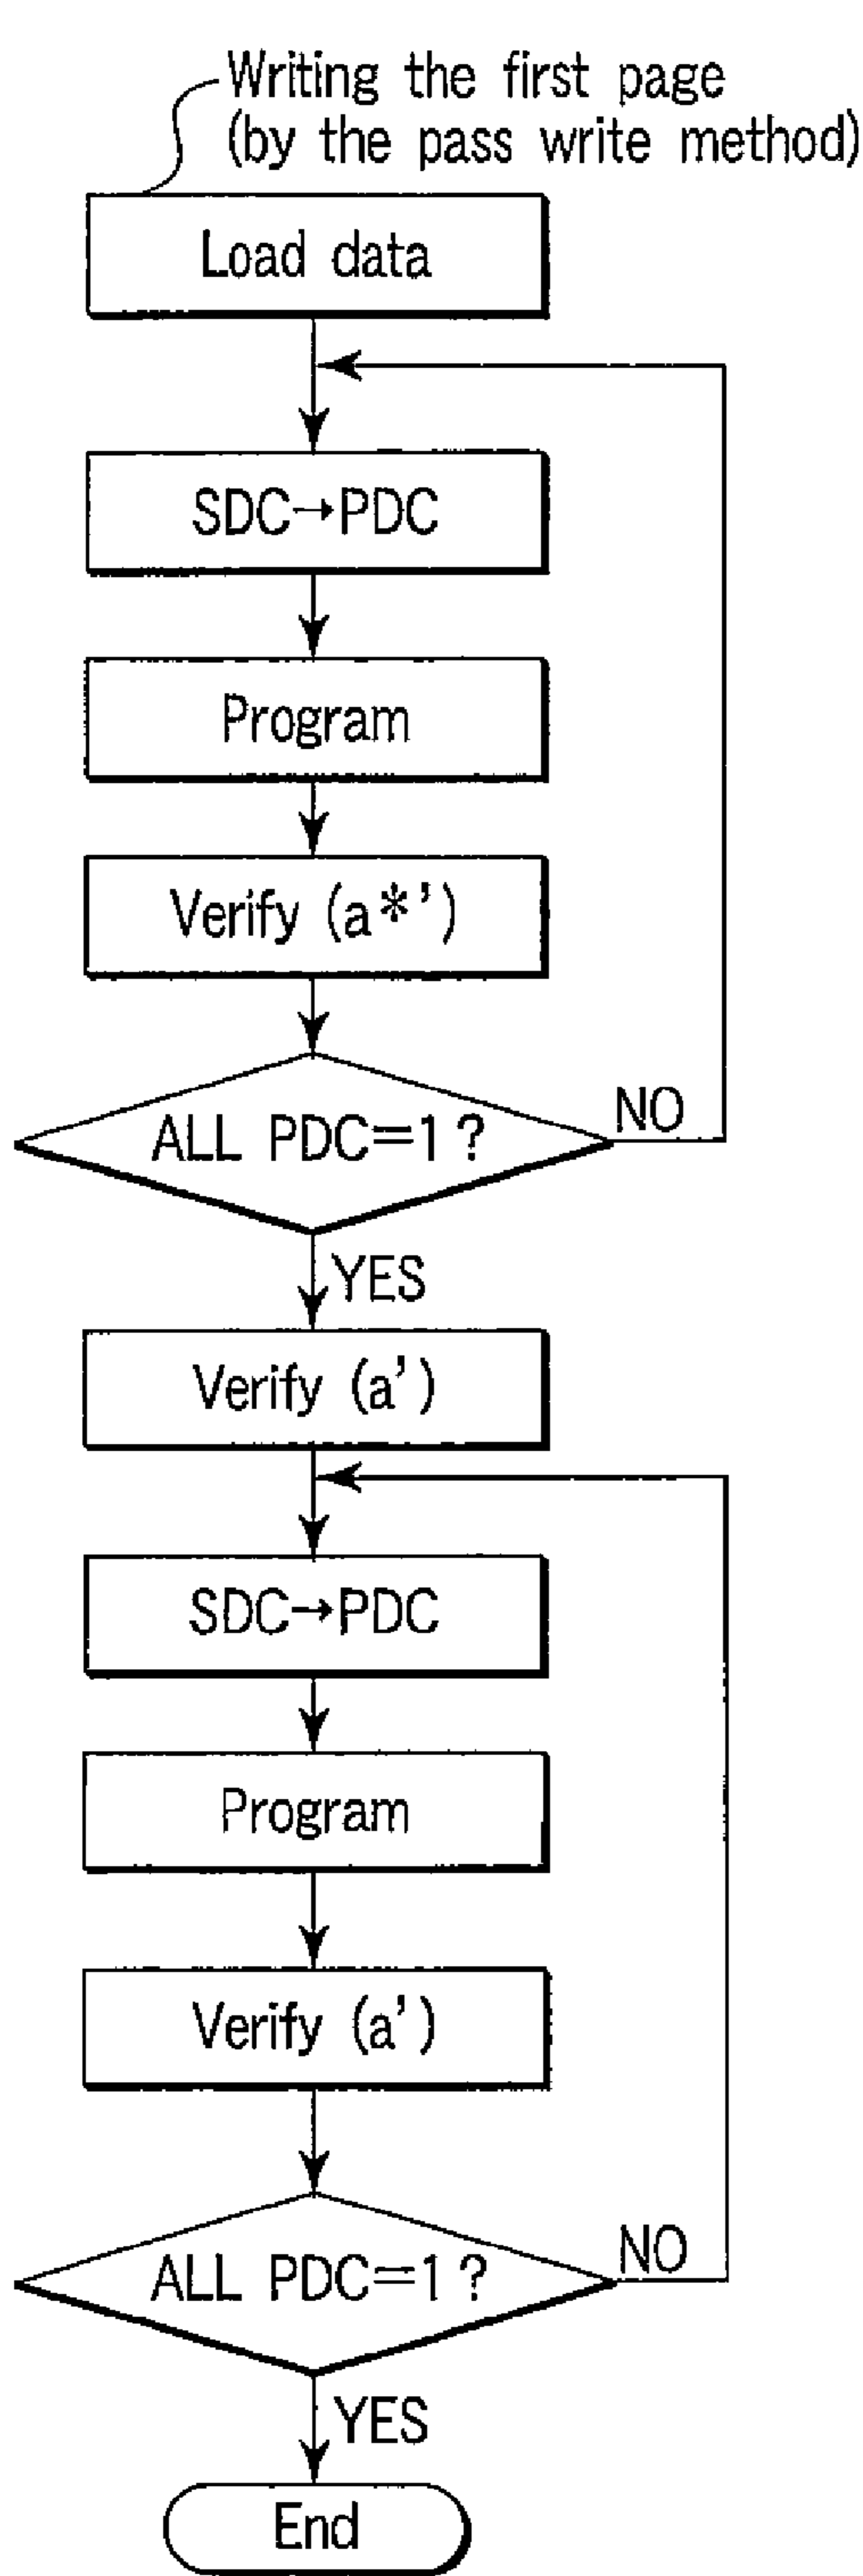 Writing the first page
(by the pass write method)
Load data
SDC→PDC
Program
Verify (a*')
ALL PDC=1?
NO
YES
Verify (a')
SDC→PDC
Program
Verify (a')
ALL PDC=1?
NO
YES
End